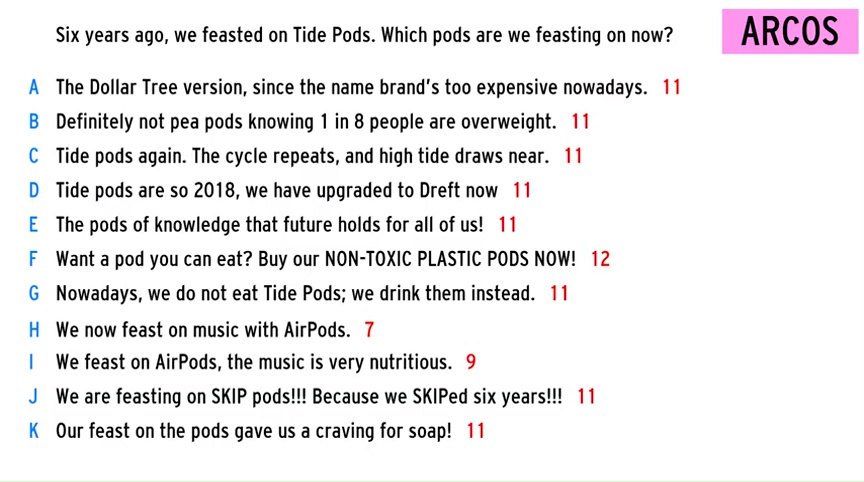 Six years ago, we feasted on Tide Pods. Which pods are we feasting on now?
ARCOS
A The Dollar Tree version, since the name brand's too expensive nowadays. 11
B Definitely not pea pods knowing 1 in 8 people are overweight. 11
C Tide pods again. The cycle repeats, and high tide draws near. 11
D Tide pods are so 2018, we have upgraded to Dreft now 11
E The pods of knowledge that future holds for all of us! 11
F Want a pod you can eat? Buy our NON-TOXIC PLASTIC PODS NOW! 12
G Nowadays, we do not eat Tide Pods; we drink them instead. 11
H We now feast on music with AirPods. 7
I We feast on AirPods, the music is very nutritious. 9
J We are feasting on SKIP pods!!! Because we SKIPed six years!!! 11
K Our feast on the pods gave us a craving for soap! 11